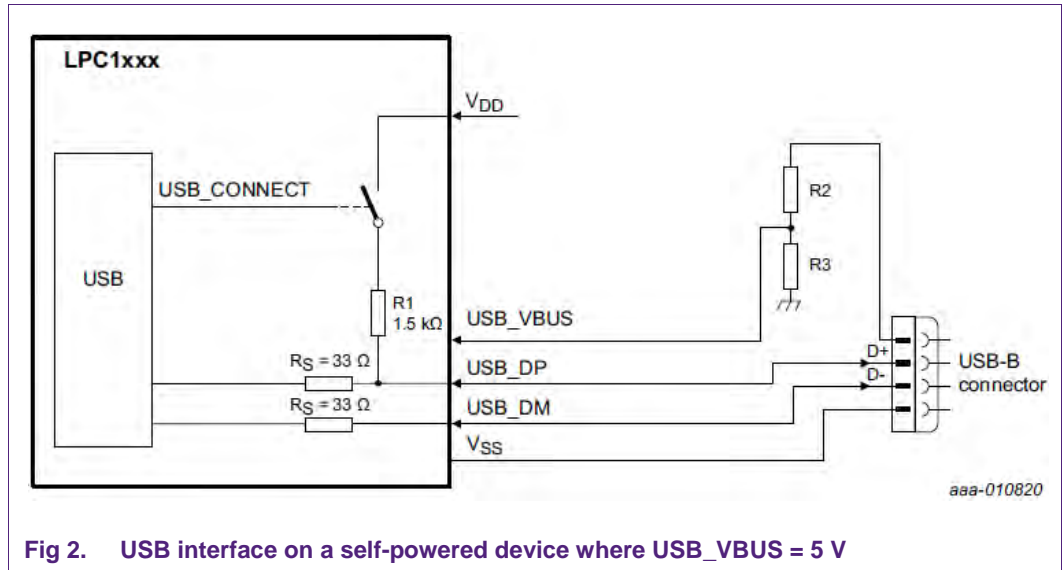 LPC1xxx
VDD
USB_CONNECT
R2
R3
USB
R1
1.5 kΩ
USB_VBUS
RS = 33 Ω
USB_DP
D+
USB-B
connector
D-
RS = 33 Ω
USB_DM
VSS
aaa-010820
Fig 2. USB interface on a self-powered device where USB_VBUS = 5 V